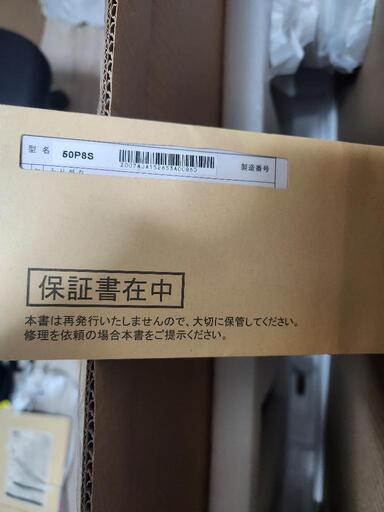 型 名 50P8S 製造番号
保証書在中
本書は再発行いたしませんので、大切に保管してください。
修理を依頼の場合本書をご提示ください。